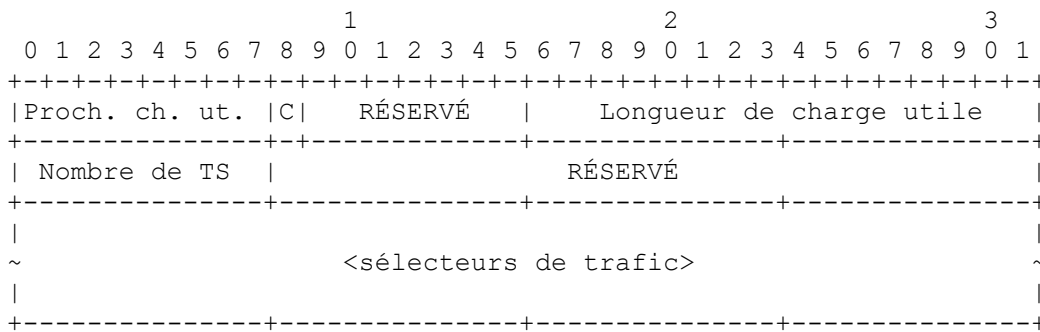 1 2 3
0 1 2 3 4 5 6 7 8 9 0 1 2 3 4 5 6 7 8 9 0 1 2 3 4 5 6 7 8 9 0 1
+-+-+-+-+-+-+-+-+-+-+-+-+-+-+-+-+-+-+-+-+-+-+-+-+-+-+-+-+-+-+-+-+
|Proch. ch. ut. |C| RÉSERVÉ | Longueur de charge utile |
+---------------+-+-------------+---------------+---------------+
| Nombre de TS | RÉSERVÉ |
+---------------+---------------+---------------+---------------+
| |
~ <sélecteurs de trafic> ~
| |
+---------------+---------------+---------------+---------------+